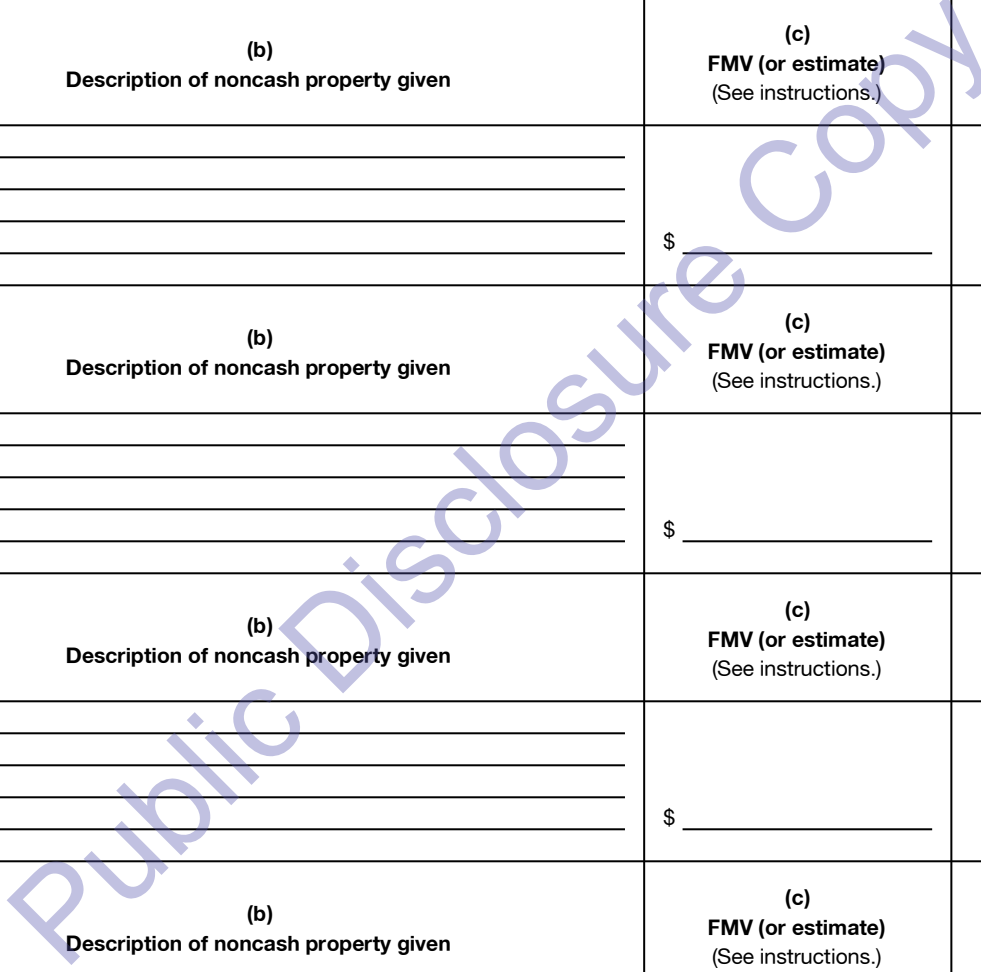 (b)
Description of noncash property given
(c)
FMV (or estimate)
(See instructions.)
$
(b)
Description of noncash property given
(c)
FMV (or estimate)
(See instructions.)
$
(b)
Description of noncash property given
(c)
FMV (or estimate)
(See instructions.)
$
(b)
Description of noncash property given
(c)
FMV (or estimate)
(See instructions.)
Public Disclosure Copy